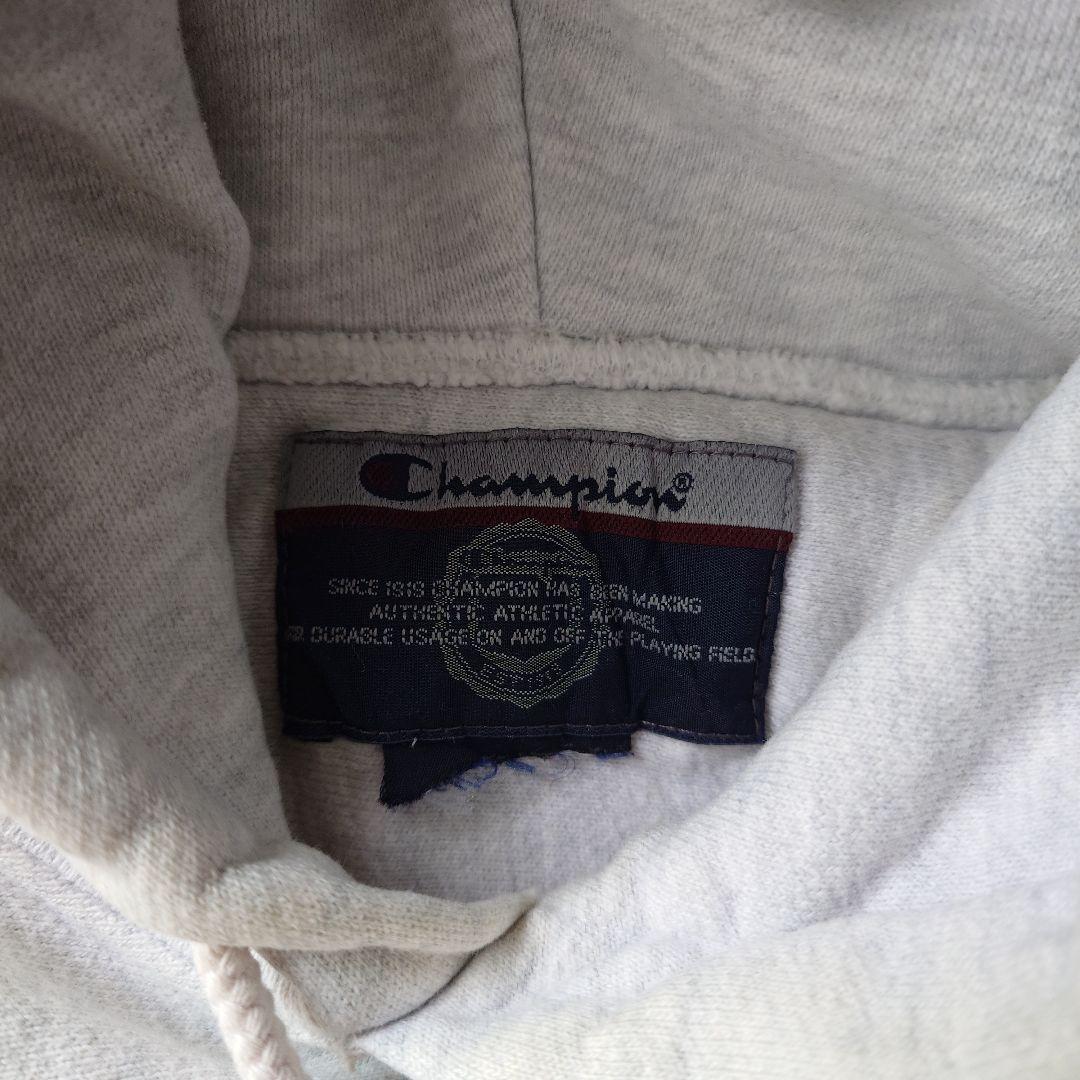 Champion®
Champion
SINCE 1919 CHAMPION HAS BEEN MAKING
AUTHENTIC ATHLETIC APPAREL
FOR DURABLE USAGE ON AND OFF THE PLAYING FIELD